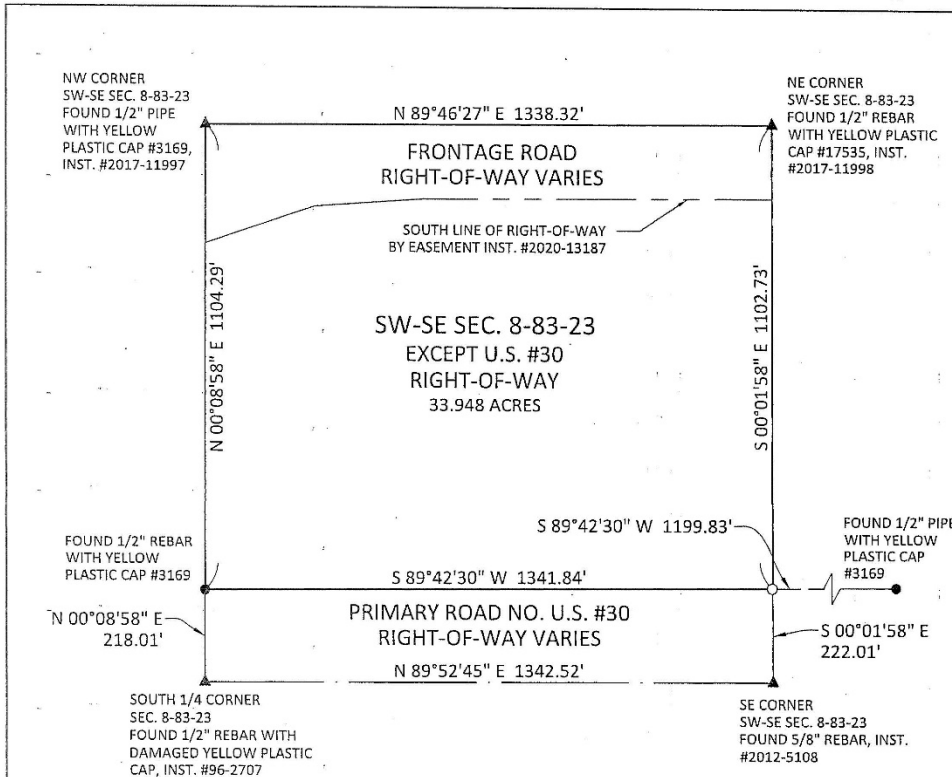 NW CORNER
SW-SE SEC. 8-83-23
FOUND 1/2" PIPE
WITH YELLOW
PLASTIC CAP #3169,
INST. #2017-11997
N 89°46'27" E 1338.32'
NE CORNER
SW-SE SEC. 8-83-23
FOUND 1/2" REBAR
WITH YELLOW PLASTIC
CAP #17535, INST.
#2017-11998
FRONTAGE ROAD
RIGHT-OF-WAY VARIES
SOUTH LINE OF RIGHT-OF-WAY
BY EASEMENT INST. #2020-13187
N 00°08'58" E 1104.29'
SW-SE SEC. 8-83-23
EXCEPT U.S. #30
RIGHT-OF-WAY
33.948 ACRES
S 00°01'58" E 1102.73'
FOUND 1/2" REBAR
WITH YELLOW
PLASTIC CAP #3169
S 89°42'30" W 1199.83'
FOUND 1/2" PIPE
WITH YELLOW
PLASTIC CAP
#3169
S 89°42'30" W 1341.84'
N 00°08'58" E
218.01'
PRIMARY ROAD NO. U.S. #30
RIGHT-OF-WAY VARIES
S 00°01'58" E
222.01'
N 89°52'45" E 1342.52'
SOUTH 1/4 CORNER
SEC. 8-83-23
FOUND 1/2" REBAR WITH
DAMAGED YELLOW PLASTIC
CAP, INST. #96-2707
SE CORNER
SW-SE SEC. 8-83-23
FOUND 5/8" REBAR, INST.
#2012-5108